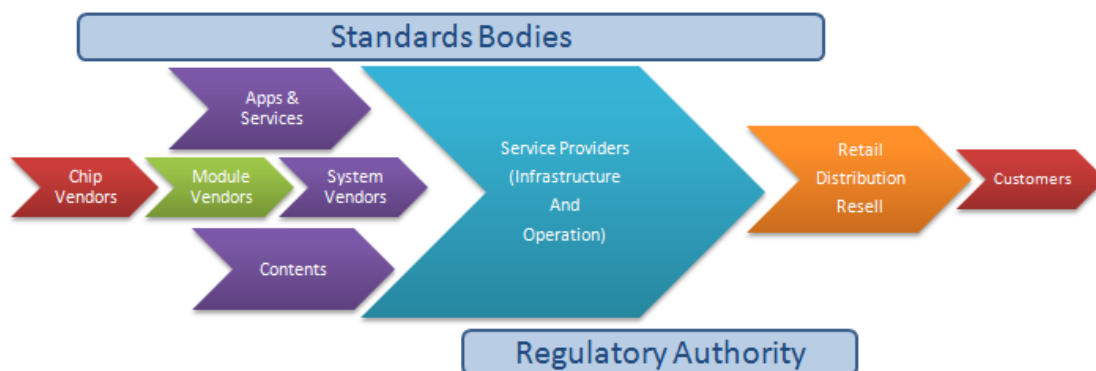 Standards Bodies
Apps &
Services
Chip
Vendors
Module
Vendors
System
Vendors
Contents
Service Providers
(Infrastructure
And
Operation)
Retail
Distribution
Resell
Customers
Regulatory Authority